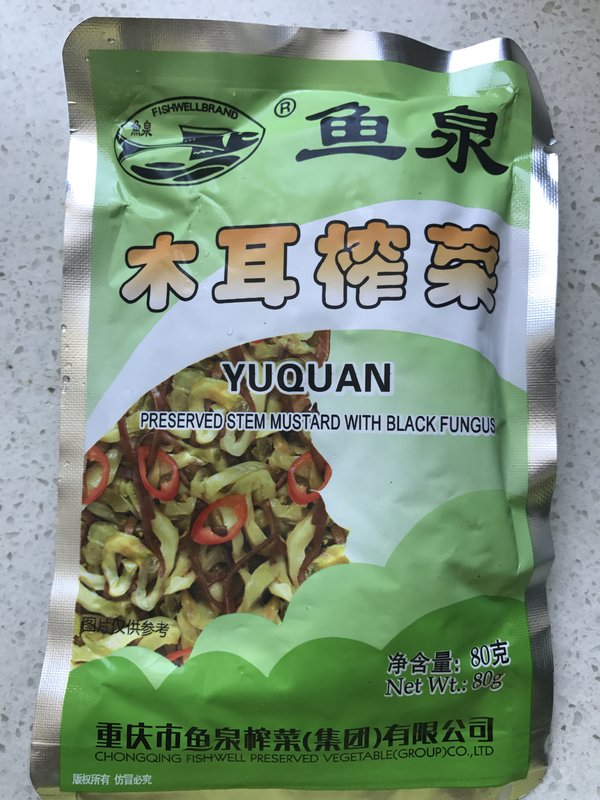 FISHWELLBRAND
魚泉
®
鱼泉
木耳榨菜
YUQUAN
PRESERVED STEM MUSTARD WITH BLACK FUNGUS
图片仅供参考
净含量：80克
Net Wt.: 80g
重庆市鱼泉榨菜(集团)有限公司
CHONGQING FISHWELL PRESERVED VEGETABLE(GROUP)CO.,LTD
版权所有 仿冒必究